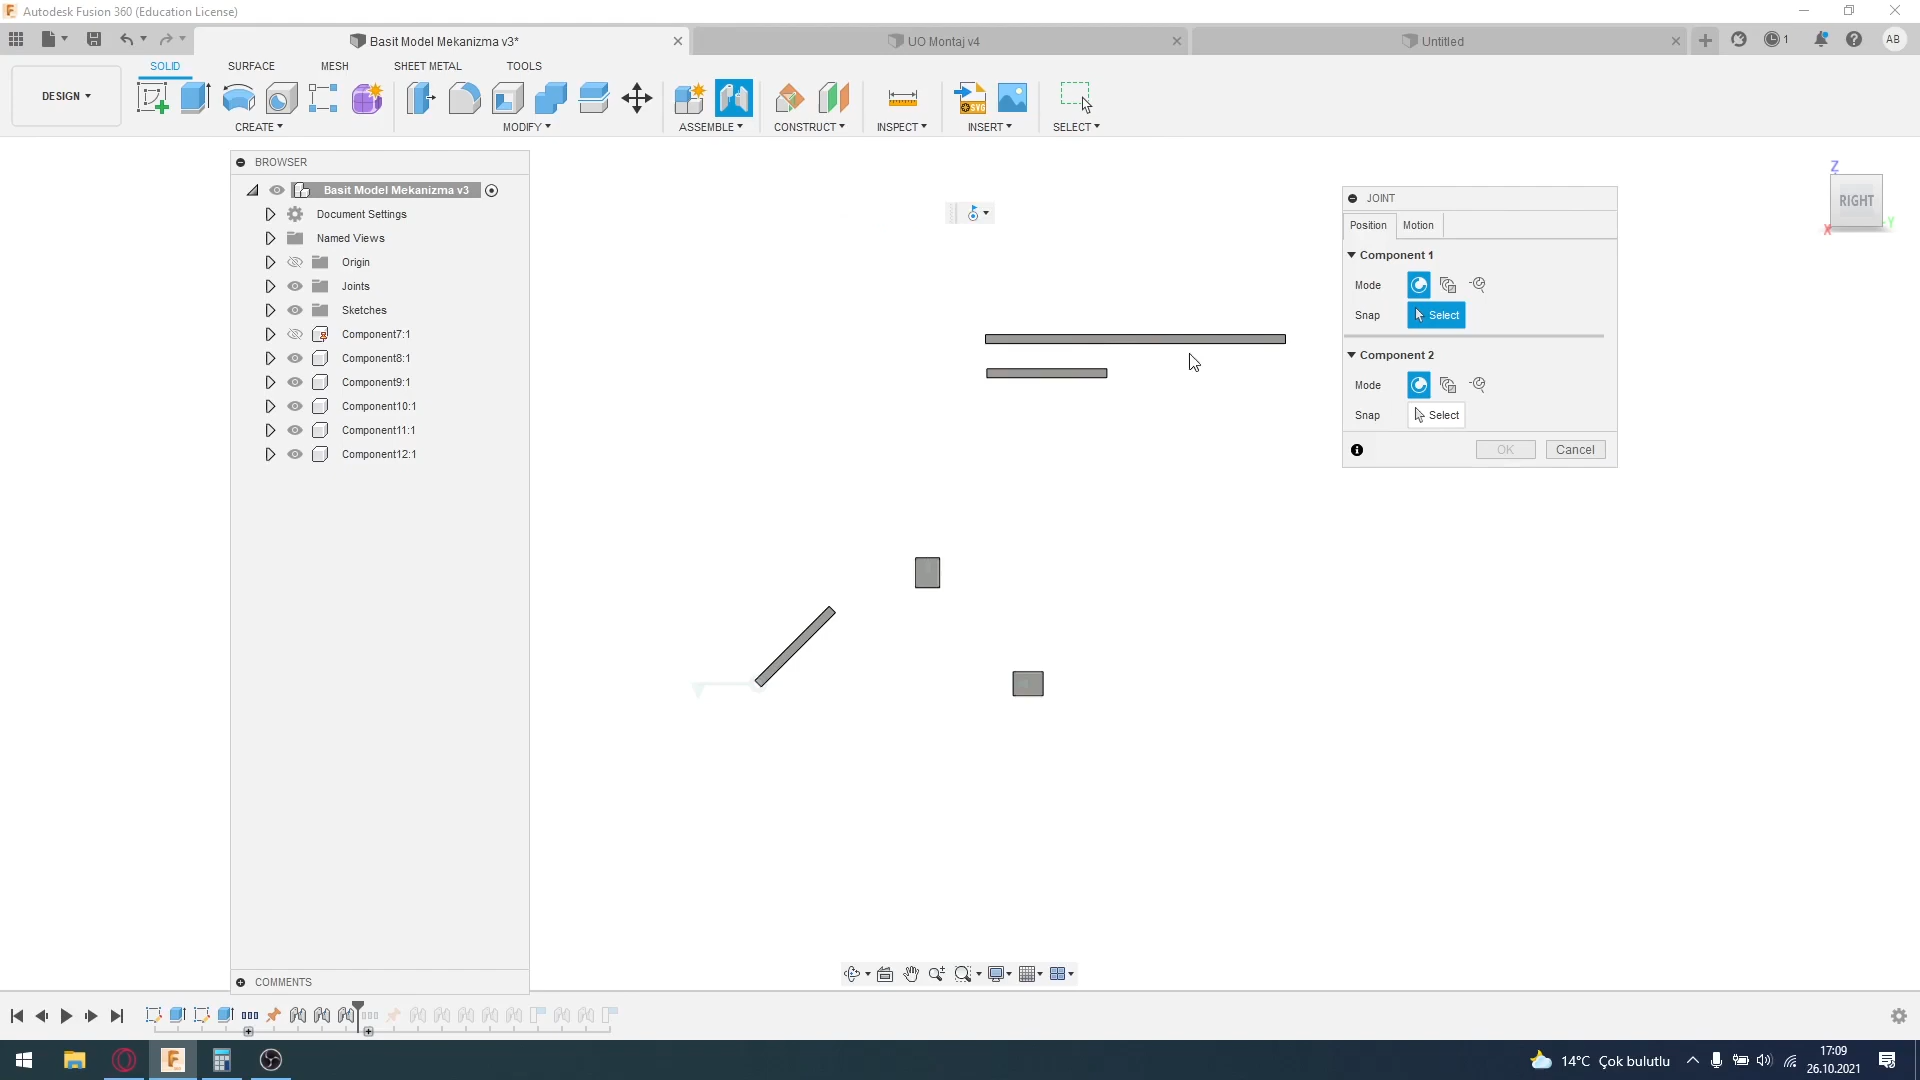 Autodesk Fusion 360 (Education License)
Basit Model Mekanizma v3*
UO Montaj v4
Untitled
1
AB
DESIGN
SOLID
SURFACE
MESH
SHEET METAL
TOOLS
SVG
CREATE
MODIFY
ASSEMBLE
CONSTRUCT
INSPECT
INSERT
SELECT
BROWSER
Basit Model Mekanizma v3
Document Settings
Named Views
Origin
Joints
Sketches
Component7:1
Component8:1
Component9:1
Component10:1
Component11:1
Component12:1
COMMENTS
JOINT
Position
Motion
Component 1
Mode
Snap
Select
Component 2
Mode
Snap
Select
OK
Cancel
Z
RIGHT
X
Y
14°C Çok bulutlu
17:09
26.10.2021